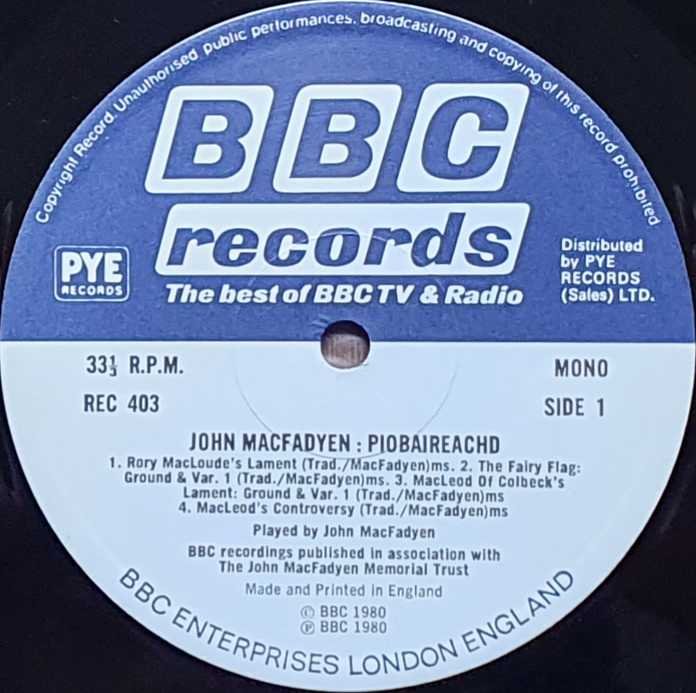 Copyright Record. Unauthorised public performances, broadcasting and copying of this record prohibited
BBC
records
The best of BBC TV & Radio
PYE
RECORDS
Distributed
by PYE
RECORDS
(Sales) LTD.
33⅓ R.P.M.
MONO
REC 403
SIDE 1
JOHN MACFADYEN : PIOBAIREACHD
1. Rory MacLoude's Lament (Trad./MacFadyen)ms. 2. The Fairy Flag:
Ground & Var. 1 (Trad./MacFadyen)ms. 3. MacLeod Of Colbeck's
Lament: Ground & Var. 1 (Trad./MacFadyen)ms
4. MacLeod's Controversy (Trad./MacFadyen)ms
Played by John MacFadyen
BBC recordings published in association with
The John MacFadyen Memorial Trust
Made and Printed in England
© BBC 1980
℗ BBC 1980
BBC ENTERPRISES LONDON ENGLAND